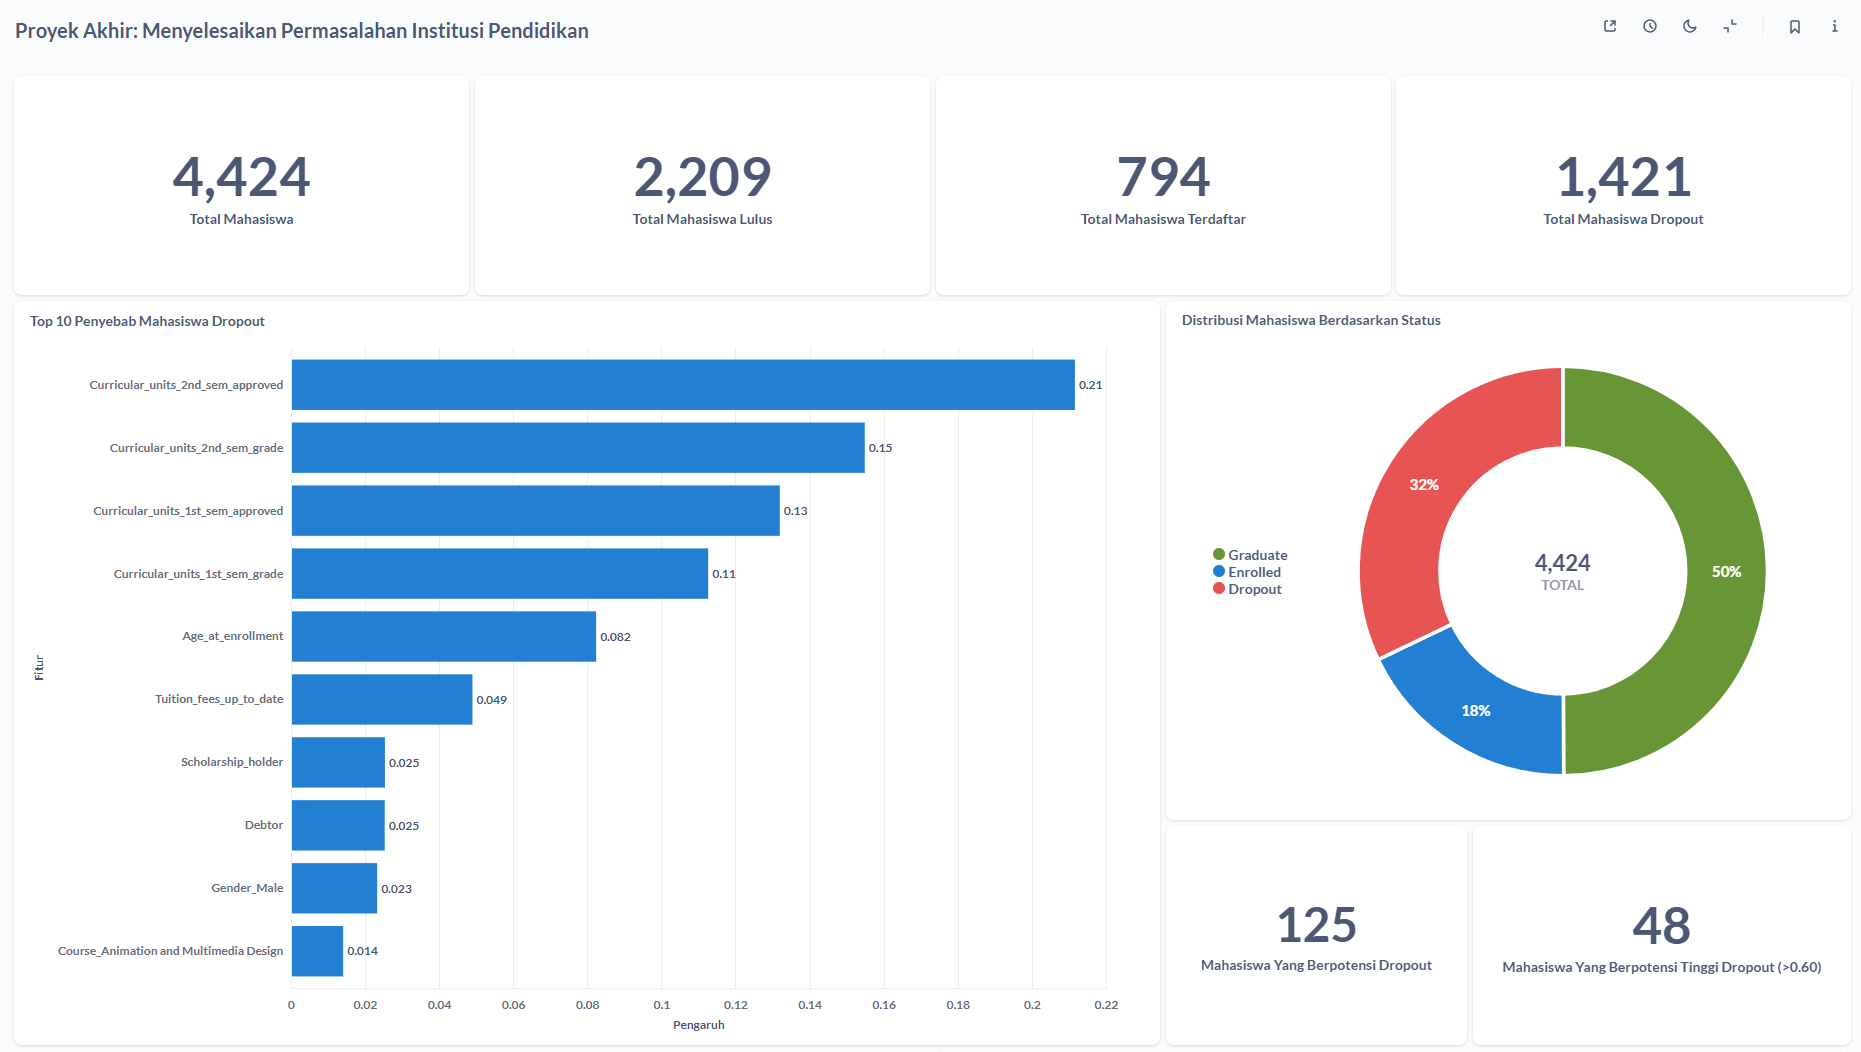 Proyek Akhir: Menyelesaikan Permasalahan Institusi Pendidikan
4,424
Total Mahasiswa
2,209
Total Mahasiswa Lulus
794
Total Mahasiswa Terdaftar
1,421
Total Mahasiswa Dropout
Top 10 Penyebab Mahasiswa Dropout
Fitur
Curricular_units_2nd_sem_approved 0.21
Curricular_units_2nd_sem_grade 0.15
Curricular_units_1st_sem_approved 0.13
Curricular_units_1st_sem_grade 0.11
Age_at_enrollment 0.082
Tuition_fees_up_to_date 0.049
Scholarship_holder 0.025
Debtor 0.025
Gender_Male 0.023
Course_Animation and Multimedia Design 0.014
0 0.02 0.04 0.06 0.08 0.1 0.12 0.14 0.16 0.18 0.2 0.22
Pengaruh
Distribusi Mahasiswa Berdasarkan Status
Graduate
Enrolled
Dropout
32%
50%
18%
4,424
TOTAL
125
Mahasiswa Yang Berpotensi Dropout
48
Mahasiswa Yang Berpotensi Tinggi Dropout (>0.60)